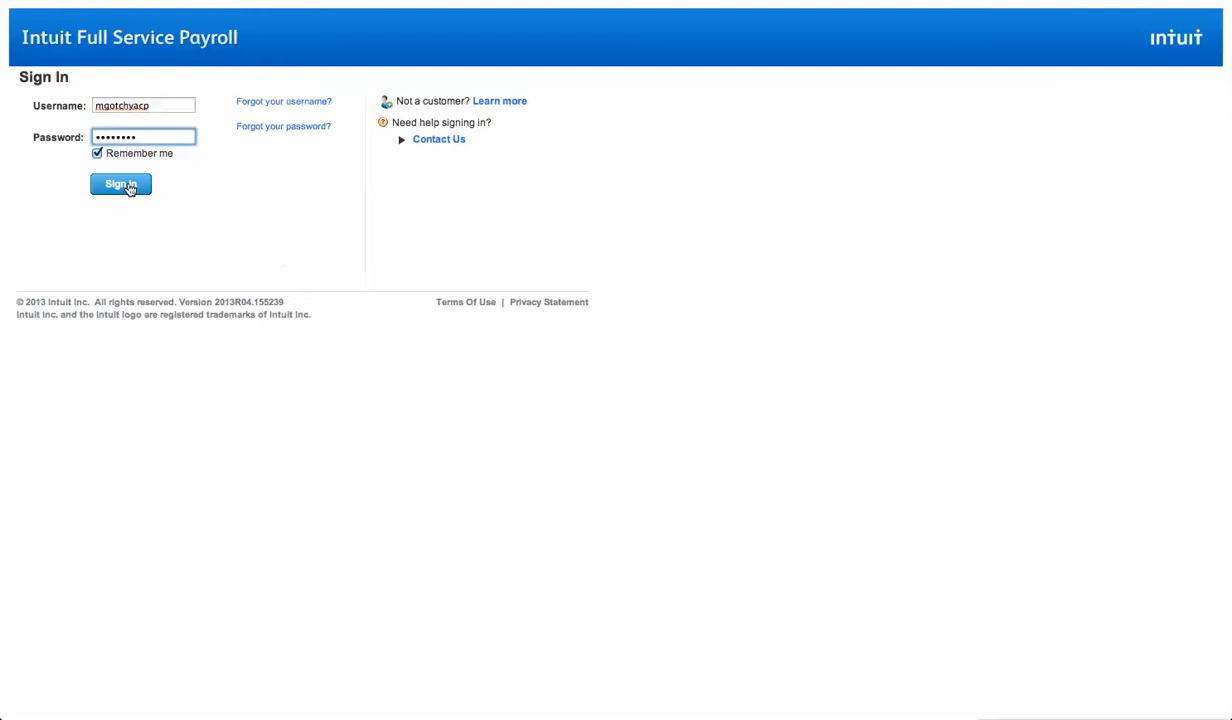 Intuit Full Service Payroll
intuit
Sign In
Username: mgotchyacp
Forgot your username?
Password: ••••••••
Forgot your password?
Remember me
Sign In
Not a customer? Learn more
Need help signing in?
Contact Us
© 2013 Intuit Inc. All rights reserved. Version 2013R04.155239
Intuit Inc. and the Intuit logo are registered trademarks of Intuit Inc.
Terms Of Use | Privacy Statement